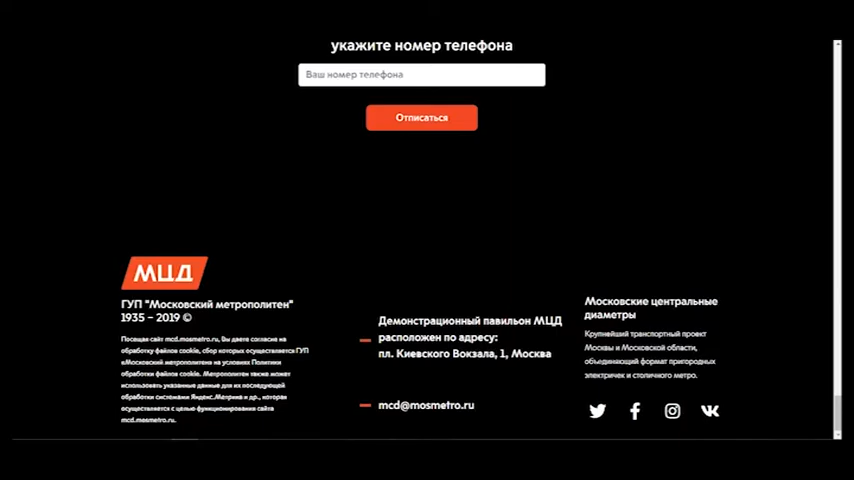 укажите номер телефона
Ваш номер телефона
Отписаться
МЦД
ГУП "Московский метрополитен"
1935 – 2019 ©
Посещая сайт mcd.mosmetro.ru, Вы даете согласие на
обработку файлов cookie, сбор которых осуществляется ГУП
«Московский метрополитен» на условиях Политики
обработки файлов cookie. Метрополитен также может
использовать указанные данные для их последующей
обработки системами Яндекс.Метрика и др., которая
осуществляется с целью функционирования сайта
mcd.mosmetro.ru.
Демонстрационный павильон МЦД
расположен по адресу:
пл. Киевского Вокзала, 1, Москва
mcd@mosmetro.ru
Московские центральные
диаметры
Крупнейший транспортный проект
Москвы и Московской области,
объединяющий формат пригородных
электричек и столичного метро.